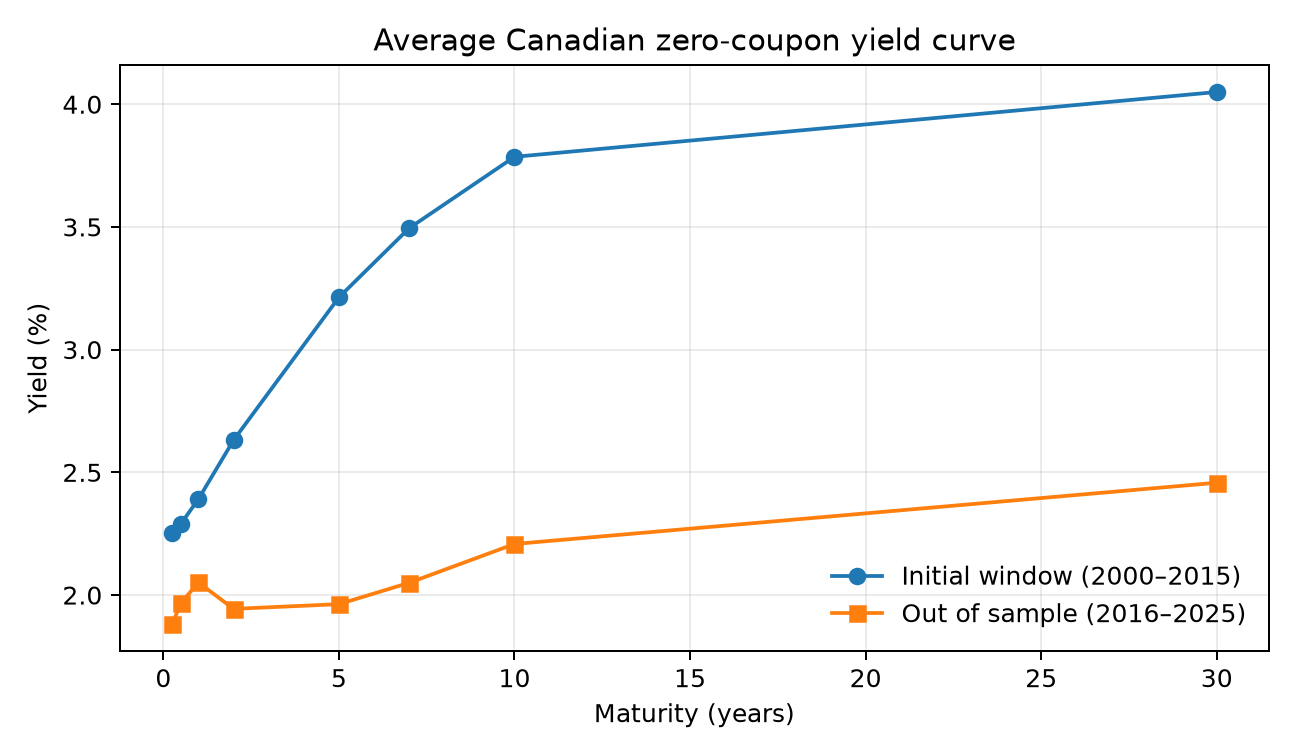 Average Canadian zero-coupon yield curve
Yield (%)
4.0
3.5
3.0
2.5
2.0
Initial window (2000–2015)
Out of sample (2016–2025)
0 5 10 15 20 25 30
Maturity (years)